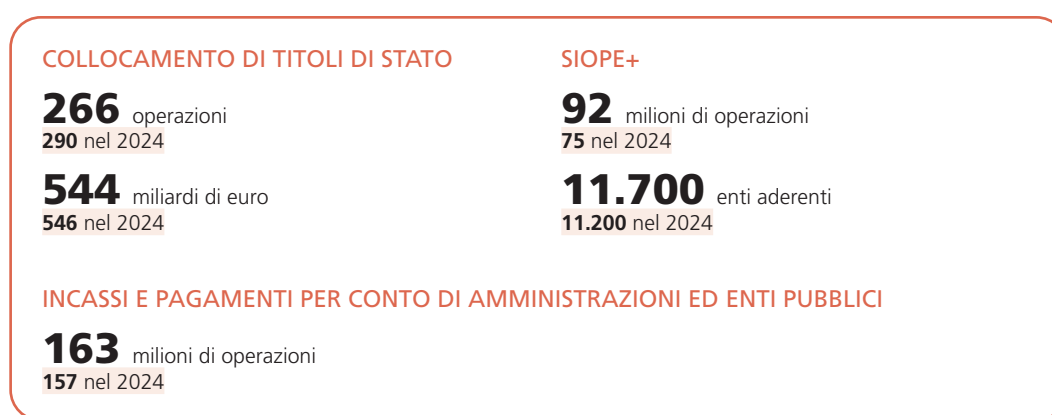 COLLOCAMENTO DI TITOLI DI STATO
266 operazioni
290 nel 2024
544 miliardi di euro
546 nel 2024
SIOPE+
92 milioni di operazioni
75 nel 2024
11.700 enti aderenti
11.200 nel 2024
INCASSI E PAGAMENTI PER CONTO DI AMMINISTRAZIONI ED ENTI PUBBLICI
163 milioni di operazioni
157 nel 2024